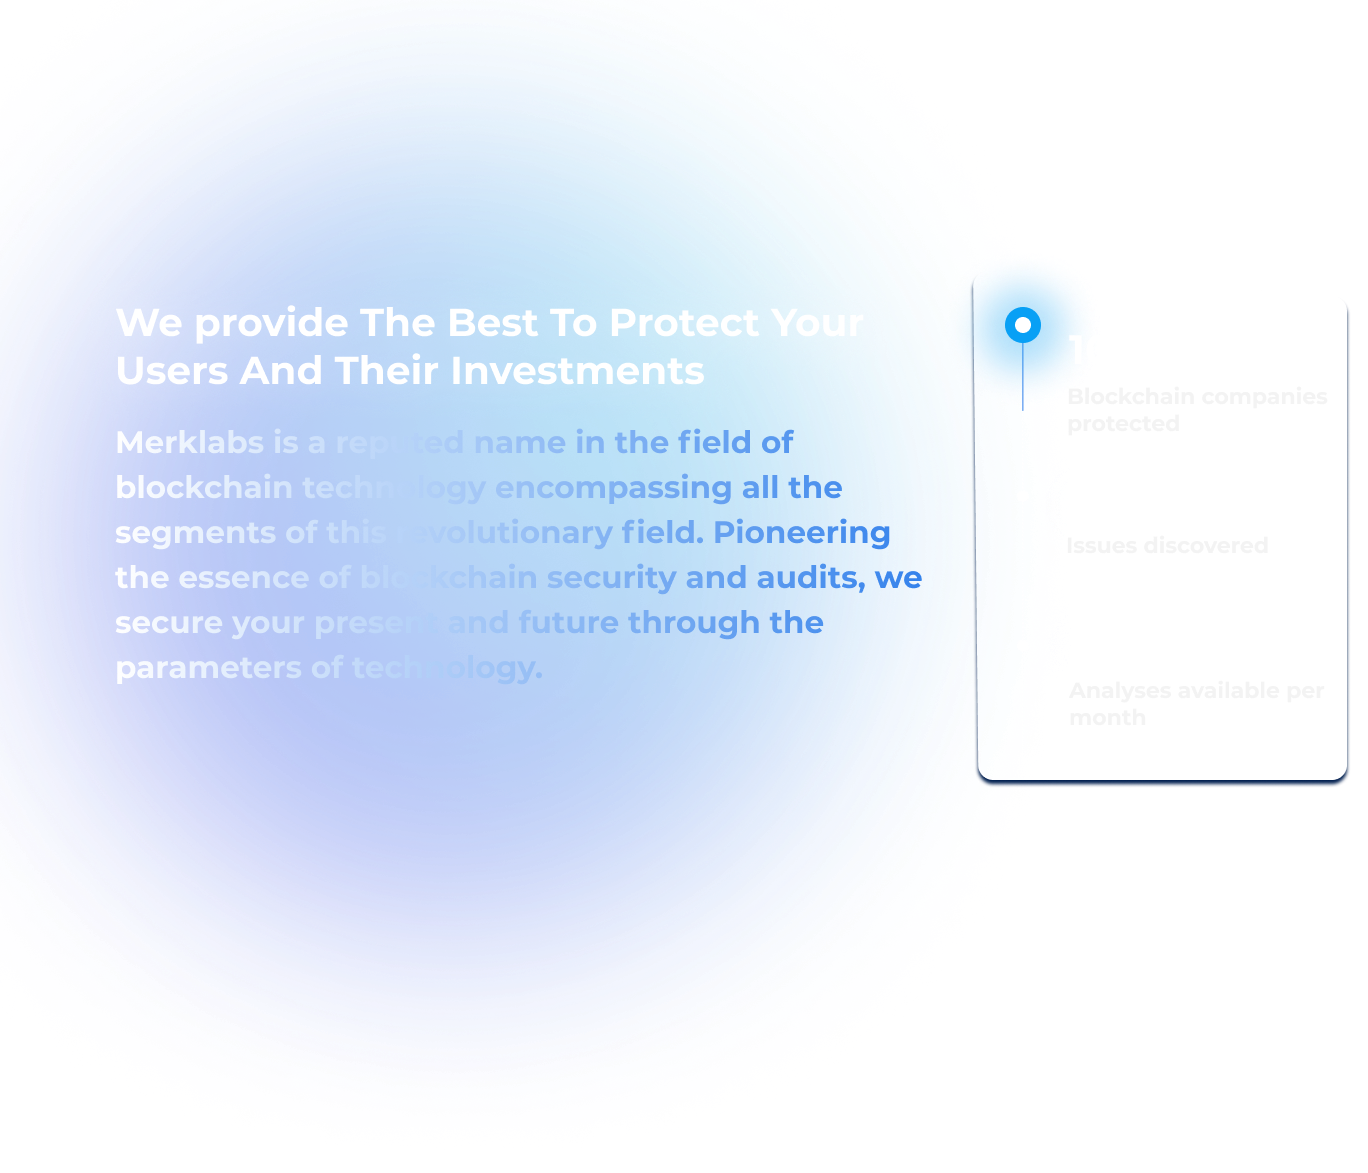 We provide The Best To Protect Your
Users And Their Investments
Merklabs is a reputed name in the field of
blockchain technology encompassing all the
segments of this revolutionary field. Pioneering
the essence of blockchain security and audits, we
secure your present and future through the
parameters of technology.
Blockchain companies
protected
Issues discovered
Analyses available per
month